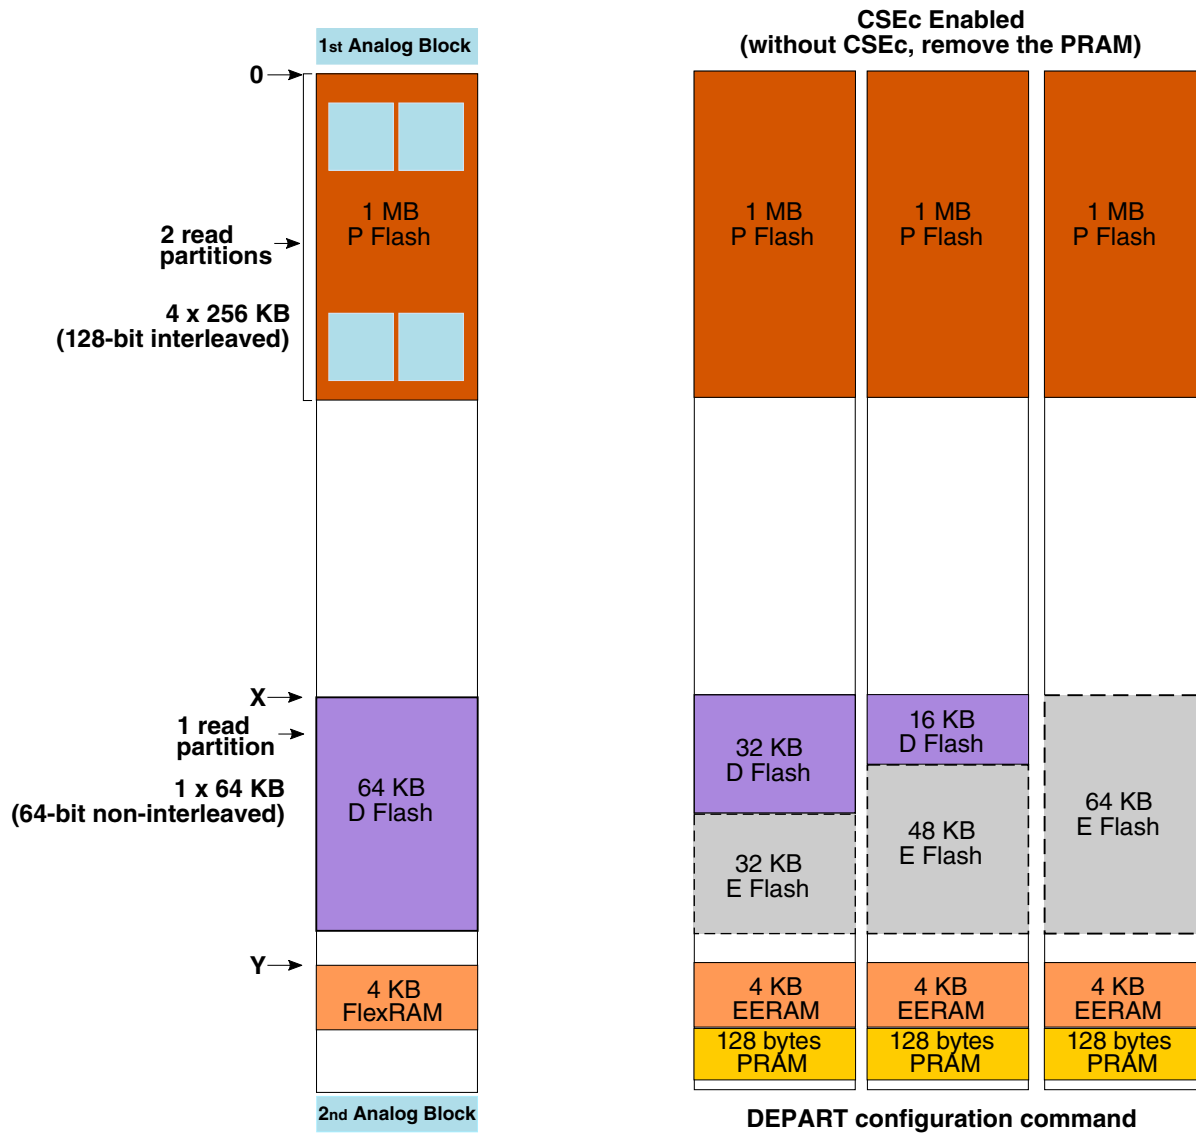 1st Analog Block
0
1 MB
P Flash
2 read
partitions
4 x 256 KB
(128-bit interleaved)
X
1 read
partition
1 x 64 KB
(64-bit non-interleaved)
64 KB
D Flash
Y
4 KB
FlexRAM
2nd Analog Block
CSEc Enabled
(without CSEc, remove the PRAM)
1 MB
P Flash
1 MB
P Flash
1 MB
P Flash
32 KB
D Flash
16 KB
D Flash
64 KB
E Flash
32 KB
E Flash
48 KB
E Flash
4 KB
EERAM
4 KB
EERAM
4 KB
EERAM
128 bytes
PRAM
128 bytes
PRAM
128 bytes
PRAM
DEPART configuration command